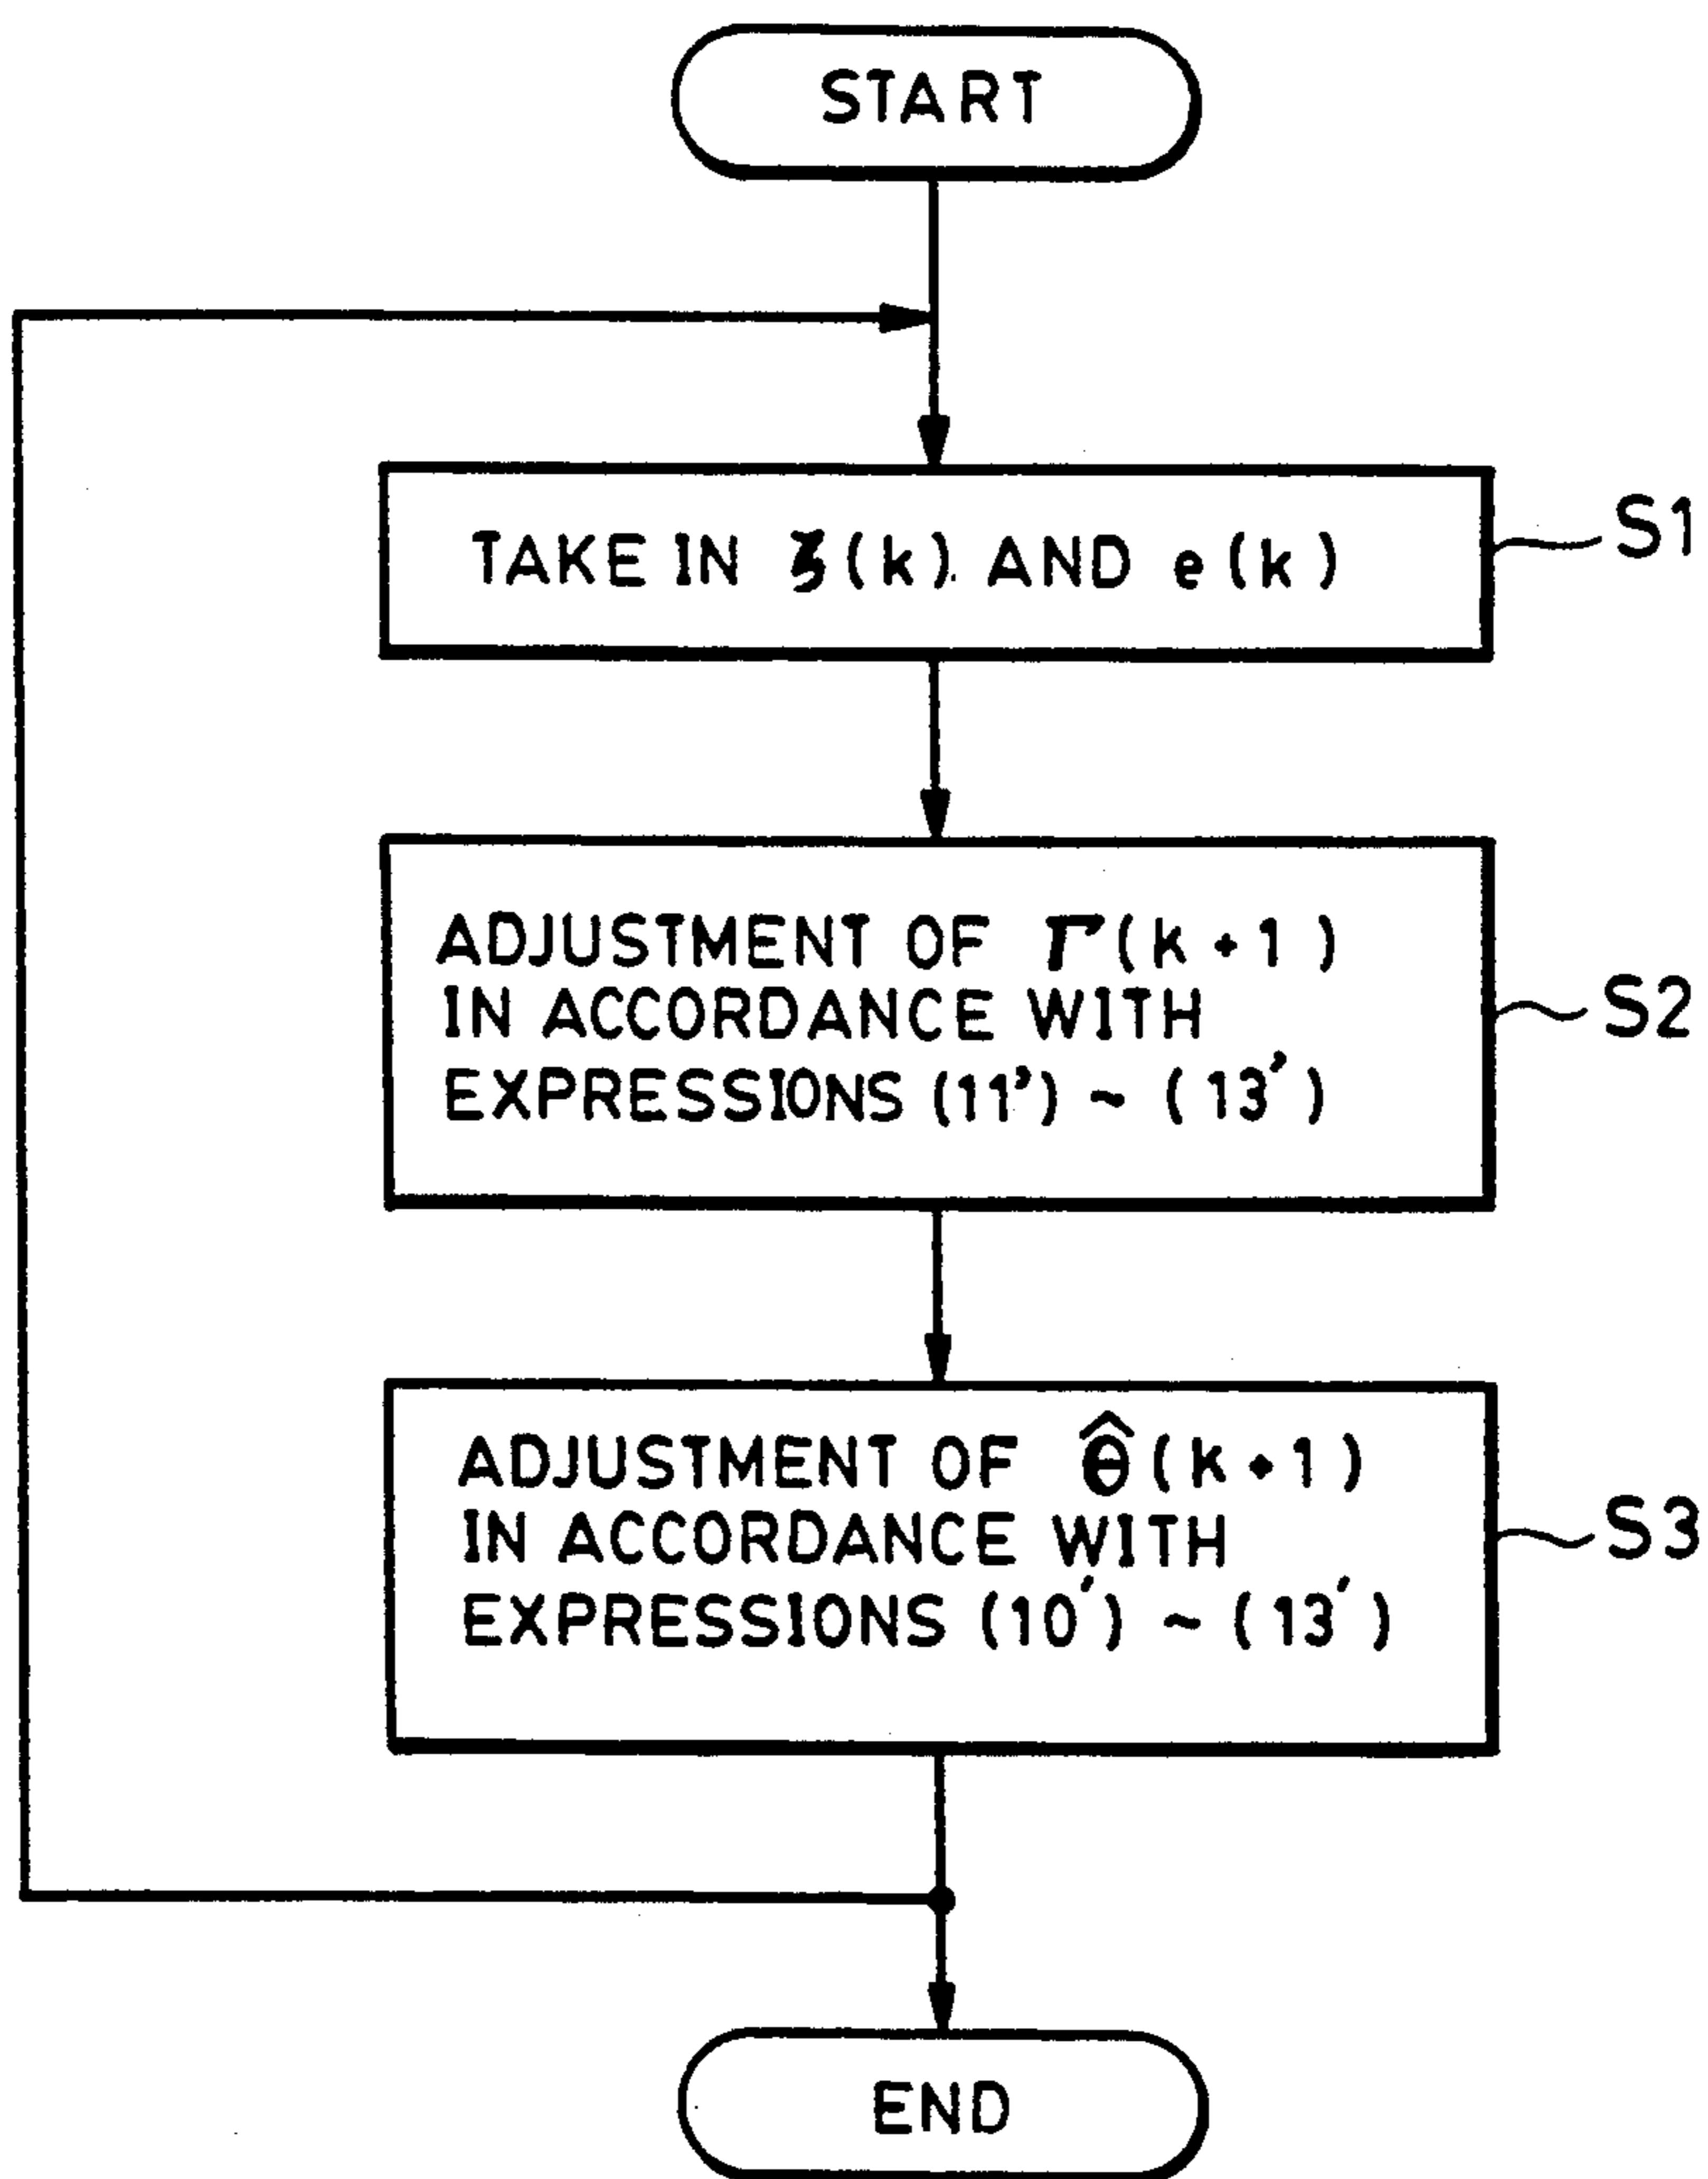 START
TAKE IN ζ(k) AND e(k)
S1
ADJUSTMENT OF Γ(k+1)
IN ACCORDANCE WITH
EXPRESSIONS (11') ~ (13')
S2
ADJUSTMENT OF θ̂(k+1)
IN ACCORDANCE WITH
EXPRESSIONS (10') ~ (13')
S3
END